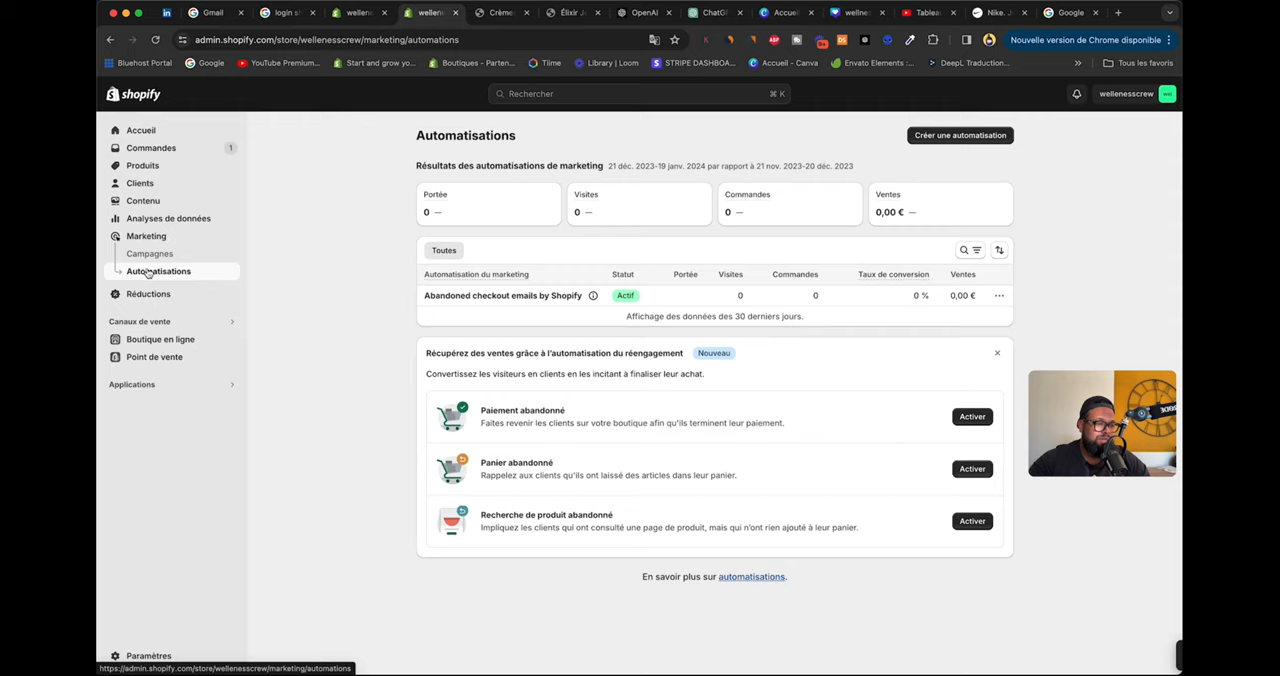 Gmail
login sh
wellene
wellene
Crème
Élixir Jo
OpenAI
ChatGP
Accueil
wellne
Tableau
Nike. Ju
Google
admin.shopify.com/store/wellenesscrew/marketing/automations
Nouvelle version de Chrome disponible
Bluehost Portal
Google
YouTube Premium...
Start and grow yo...
Boutiques - Parten...
Tiime
Library | Loom
STRIPE DASHBOA...
Accueil - Canva
Envato Elements :...
DeepL Traduction...
Tous les favoris
shopify
Rechercher
⌘ K
wellenesscrew
Accueil
Commandes 1
Produits
Clients
Contenu
Analyses de données
Marketing
Campagnes
Automatisations
Réductions
Canaux de vente
Boutique en ligne
Point de vente
Applications
Paramètres
https://admin.shopify.com/store/wellenesscrew/marketing/automations
Automatisations
Créer une automatisation
Résultats des automatisations de marketing 21 déc. 2023-19 janv. 2024 par rapport à 21 nov. 2023-20 déc. 2023
Portée
0 —
Visites
0 —
Commandes
0 —
Ventes
0,00 € —
Toutes
Automatisation du marketing Statut Portée Visites Commandes Taux de conversion Ventes
Abandoned checkout emails by Shopify Actif 0 0 0 % 0,00 €
Affichage des données des 30 derniers jours.
Récupérez des ventes grâce à l'automatisation du réengagement Nouveau
Convertissez les visiteurs en clients en les incitant à finaliser leur achat.
Paiement abandonné
Faites revenir les clients sur votre boutique afin qu'ils terminent leur paiement.
Activer
Panier abandonné
Rappelez aux clients qu'ils ont laissé des articles dans leur panier.
Activer
Recherche de produit abandonné
Impliquez les clients qui ont consulté une page de produit, mais qui n'ont rien ajouté à leur panier.
Activer
En savoir plus sur automatisations.